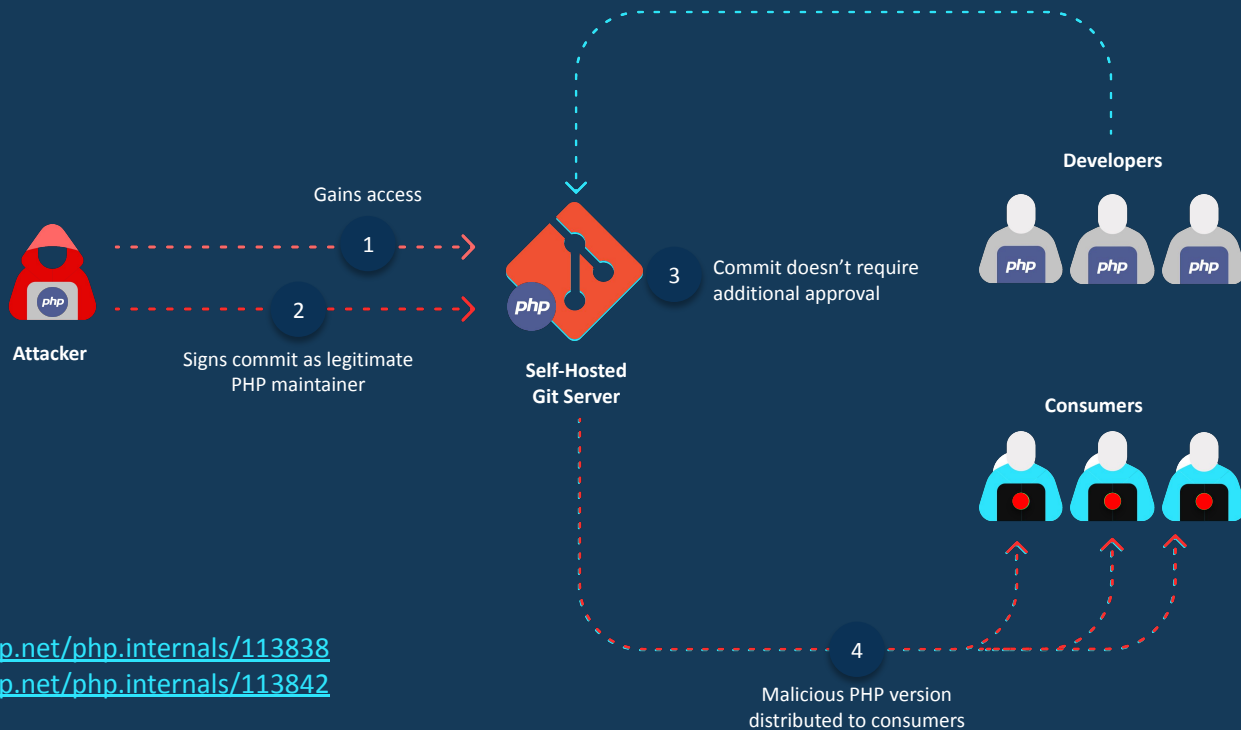 Developers
php
php
php
Gains access
1
php
Attacker
2
Signs commit as legitimate
PHP maintainer
php
Self-Hosted
Git Server
3
Commit doesn’t require
additional approval
Consumers
4
Malicious PHP version
distributed to consumers
p.net/php.internals/113838
p.net/php.internals/113842